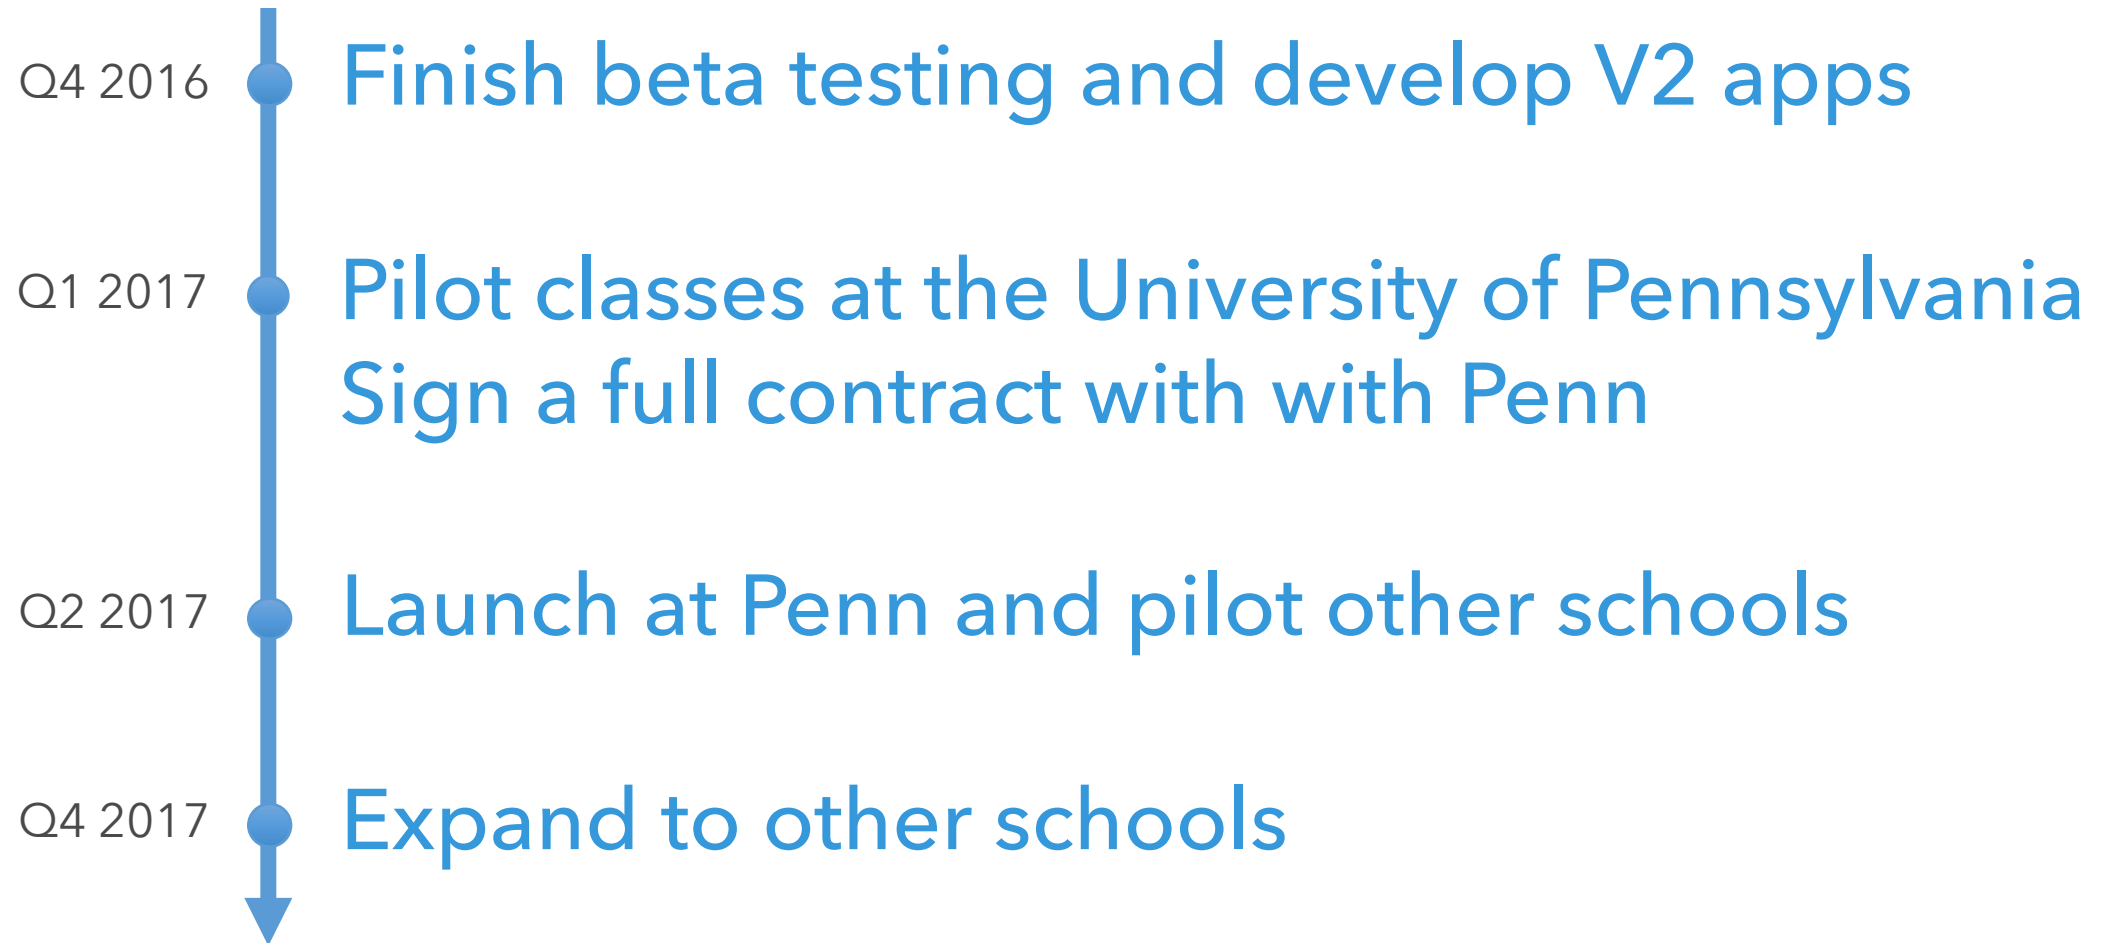 Q4 2016 Finish beta testing and develop V2 apps
Q1 2017 Pilot classes at the University of Pennsylvania
Sign a full contract with with Penn
Q2 2017 Launch at Penn and pilot other schools
Q4 2017 Expand to other schools